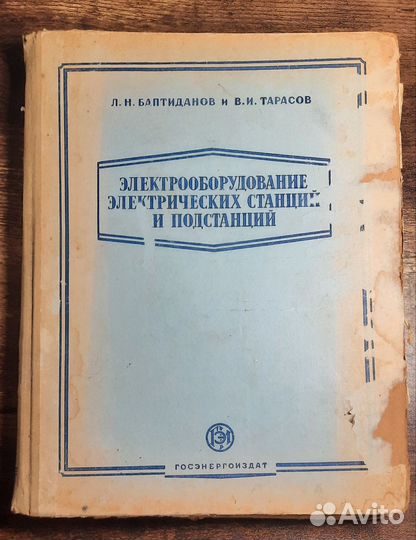 Л. Н. БАПТИДАНОВ И В. И. ТАРАСОВ
ЭЛЕКТРООБОРУДОВАНИЕ
ЭЛЕКТРИЧЕСКИХ СТАНЦИЙ
И ПОДСТАНЦИЙ
ГОСЭНЕРГОИЗДАТ
Avito